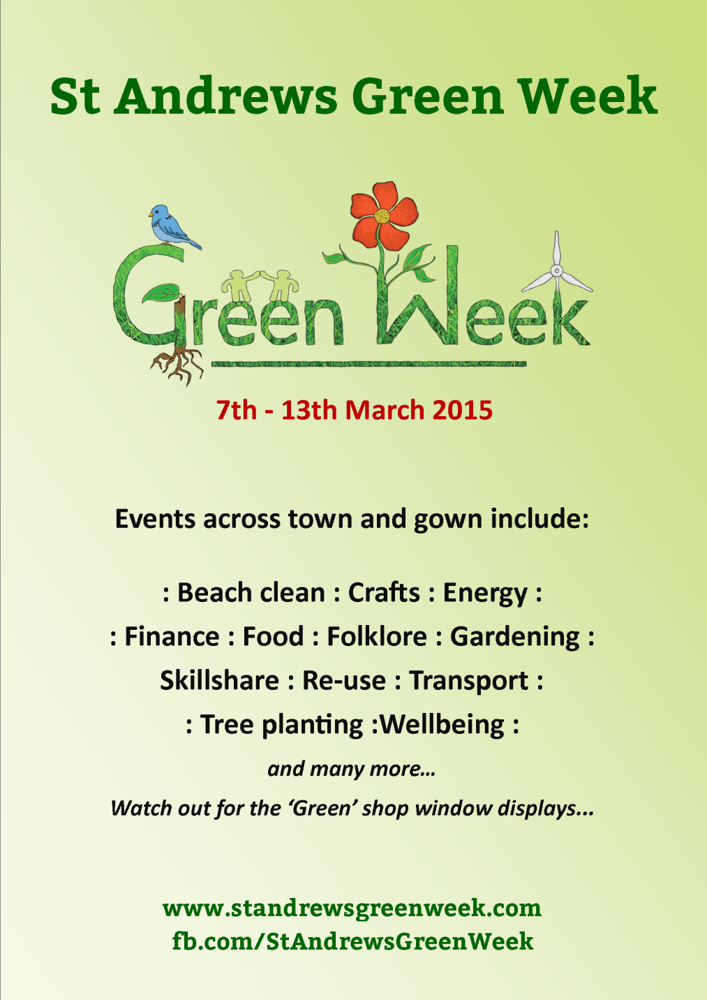 St Andrews Green Week
Green Week
7th - 13th March 2015
Events across town and gown include:
: Beach clean : Crafts : Energy :
: Finance : Food : Folklore : Gardening :
Skillshare : Re-use : Transport :
: Tree planting :Wellbeing :
and many more...
Watch out for the ‘Green’ shop window displays...
www.standrewsgreenweek.com
fb.com/StAndrewsGreenWeek